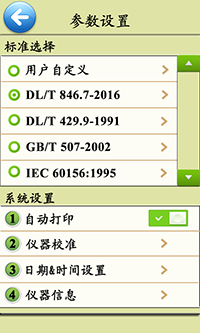 参数设置
标准选择
用户自定义
DL/T 846.7-2016
DL/T 429.9-1991
GB/T 507-2002
IEC 60156:1995
系统设置
1 自动打印
2 仪器校准
3 日期&时间设置
4 仪器信息